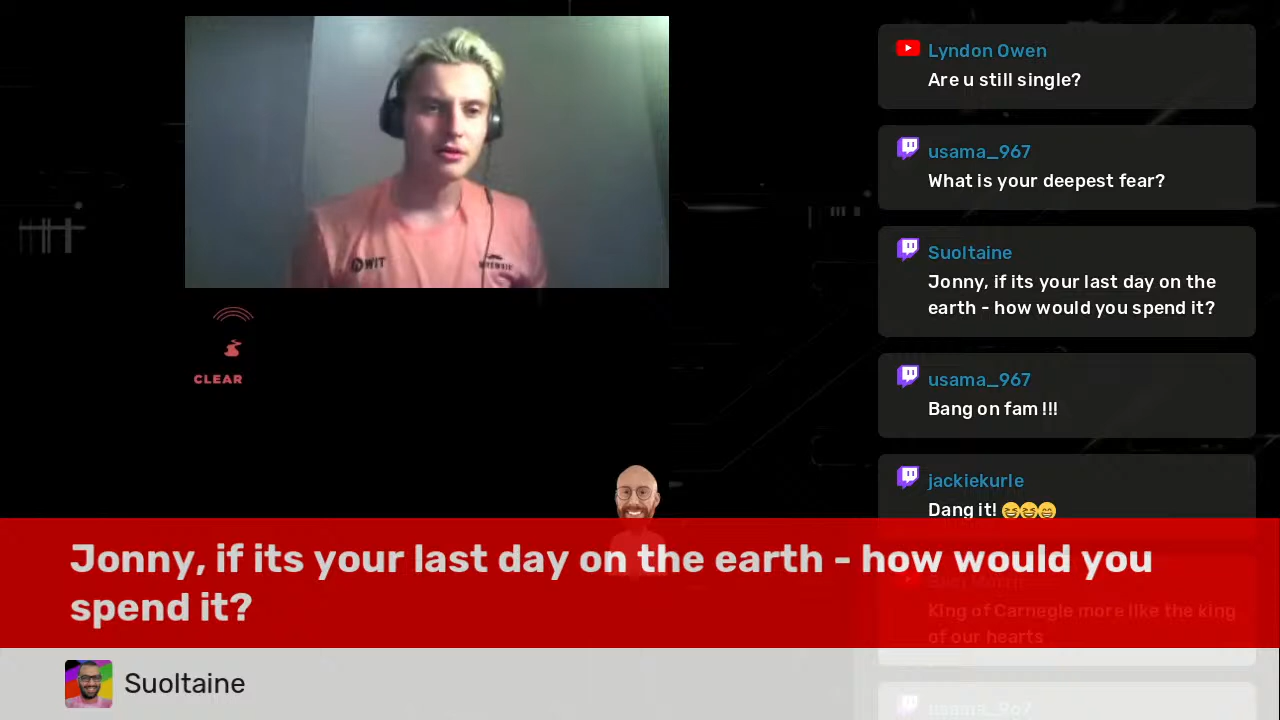 Lyndon Owen
Are u still single?
usama_967
What is your deepest fear?
Suoltaine
Jonny, if its your last day on the
earth - how would you spend it?
usama_967
Bang on fam !!!
jackiekurle
Dang it! 😆😆😄
King of Carnegle more like the king
of our hearts
usama_967
WIT
CLEAR
Jonny, if its your last day on the earth - how would you
spend it?
Suoltaine